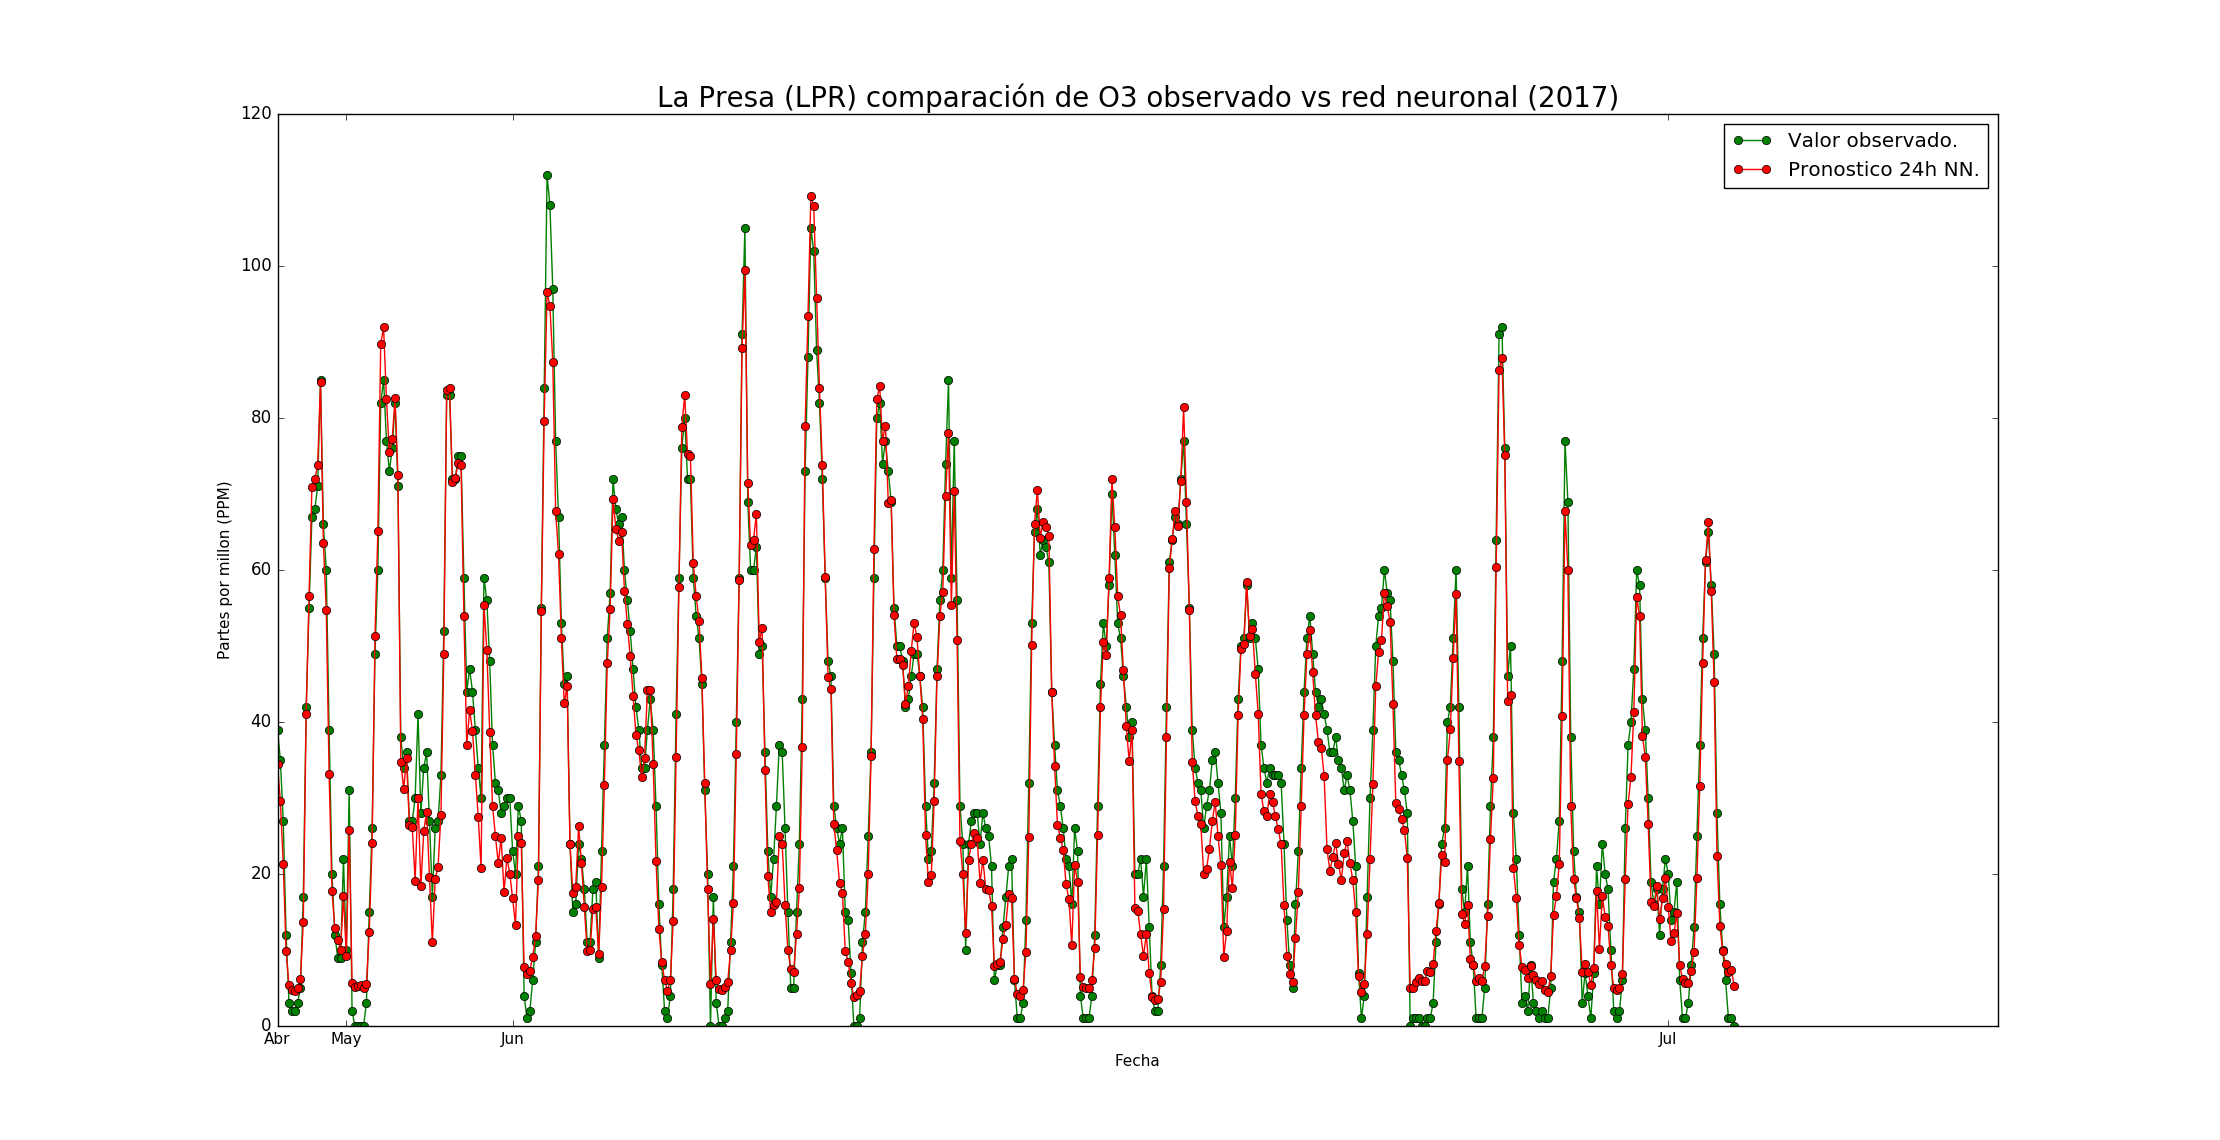 La Presa (LPR) comparación de O3 observado vs red neuronal (2017)
120
100
80
60
40
20
0
Partes por millon (PPM)
Valor observado.
Pronostico 24h NN.
Abr May Jun Jul
Fecha